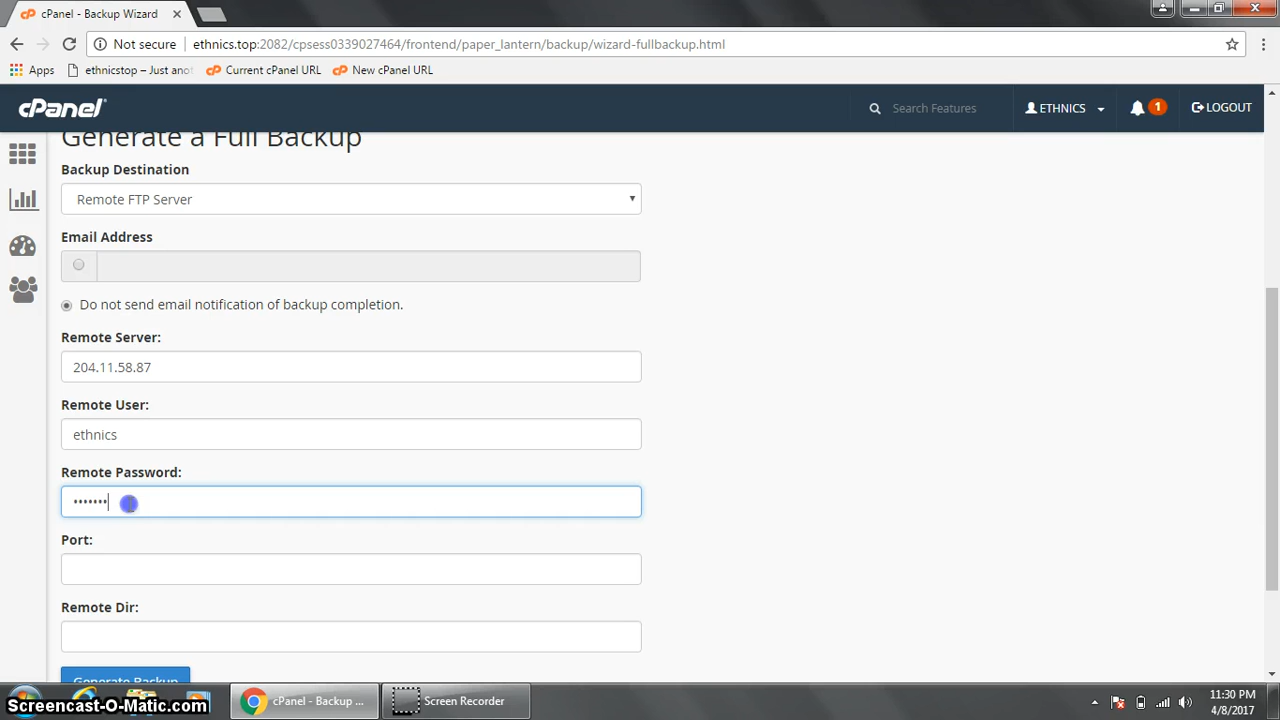 cPanel - Backup Wizard
Not secure
ethnics.top:2082/cpsess0339027464/frontend/paper_lantern/backup/wizard-fullbackup.html
Apps
ethnicstop – Just ano
Current cPanel URL
New cPanel URL
cPanel
Search Features
ETHNICS
1
LOGOUT
Generate a Full Backup
Backup Destination
Remote FTP Server
Email Address
Do not send email notification of backup completion.
Remote Server:
204.11.58.87
Remote User:
ethnics
Remote Password:
•••••••
Port:
Remote Dir:
Generate Backup
cPanel - Backup ...
Screen Recorder
11:30 PM
4/8/2017
Screencast-O-Matic.com